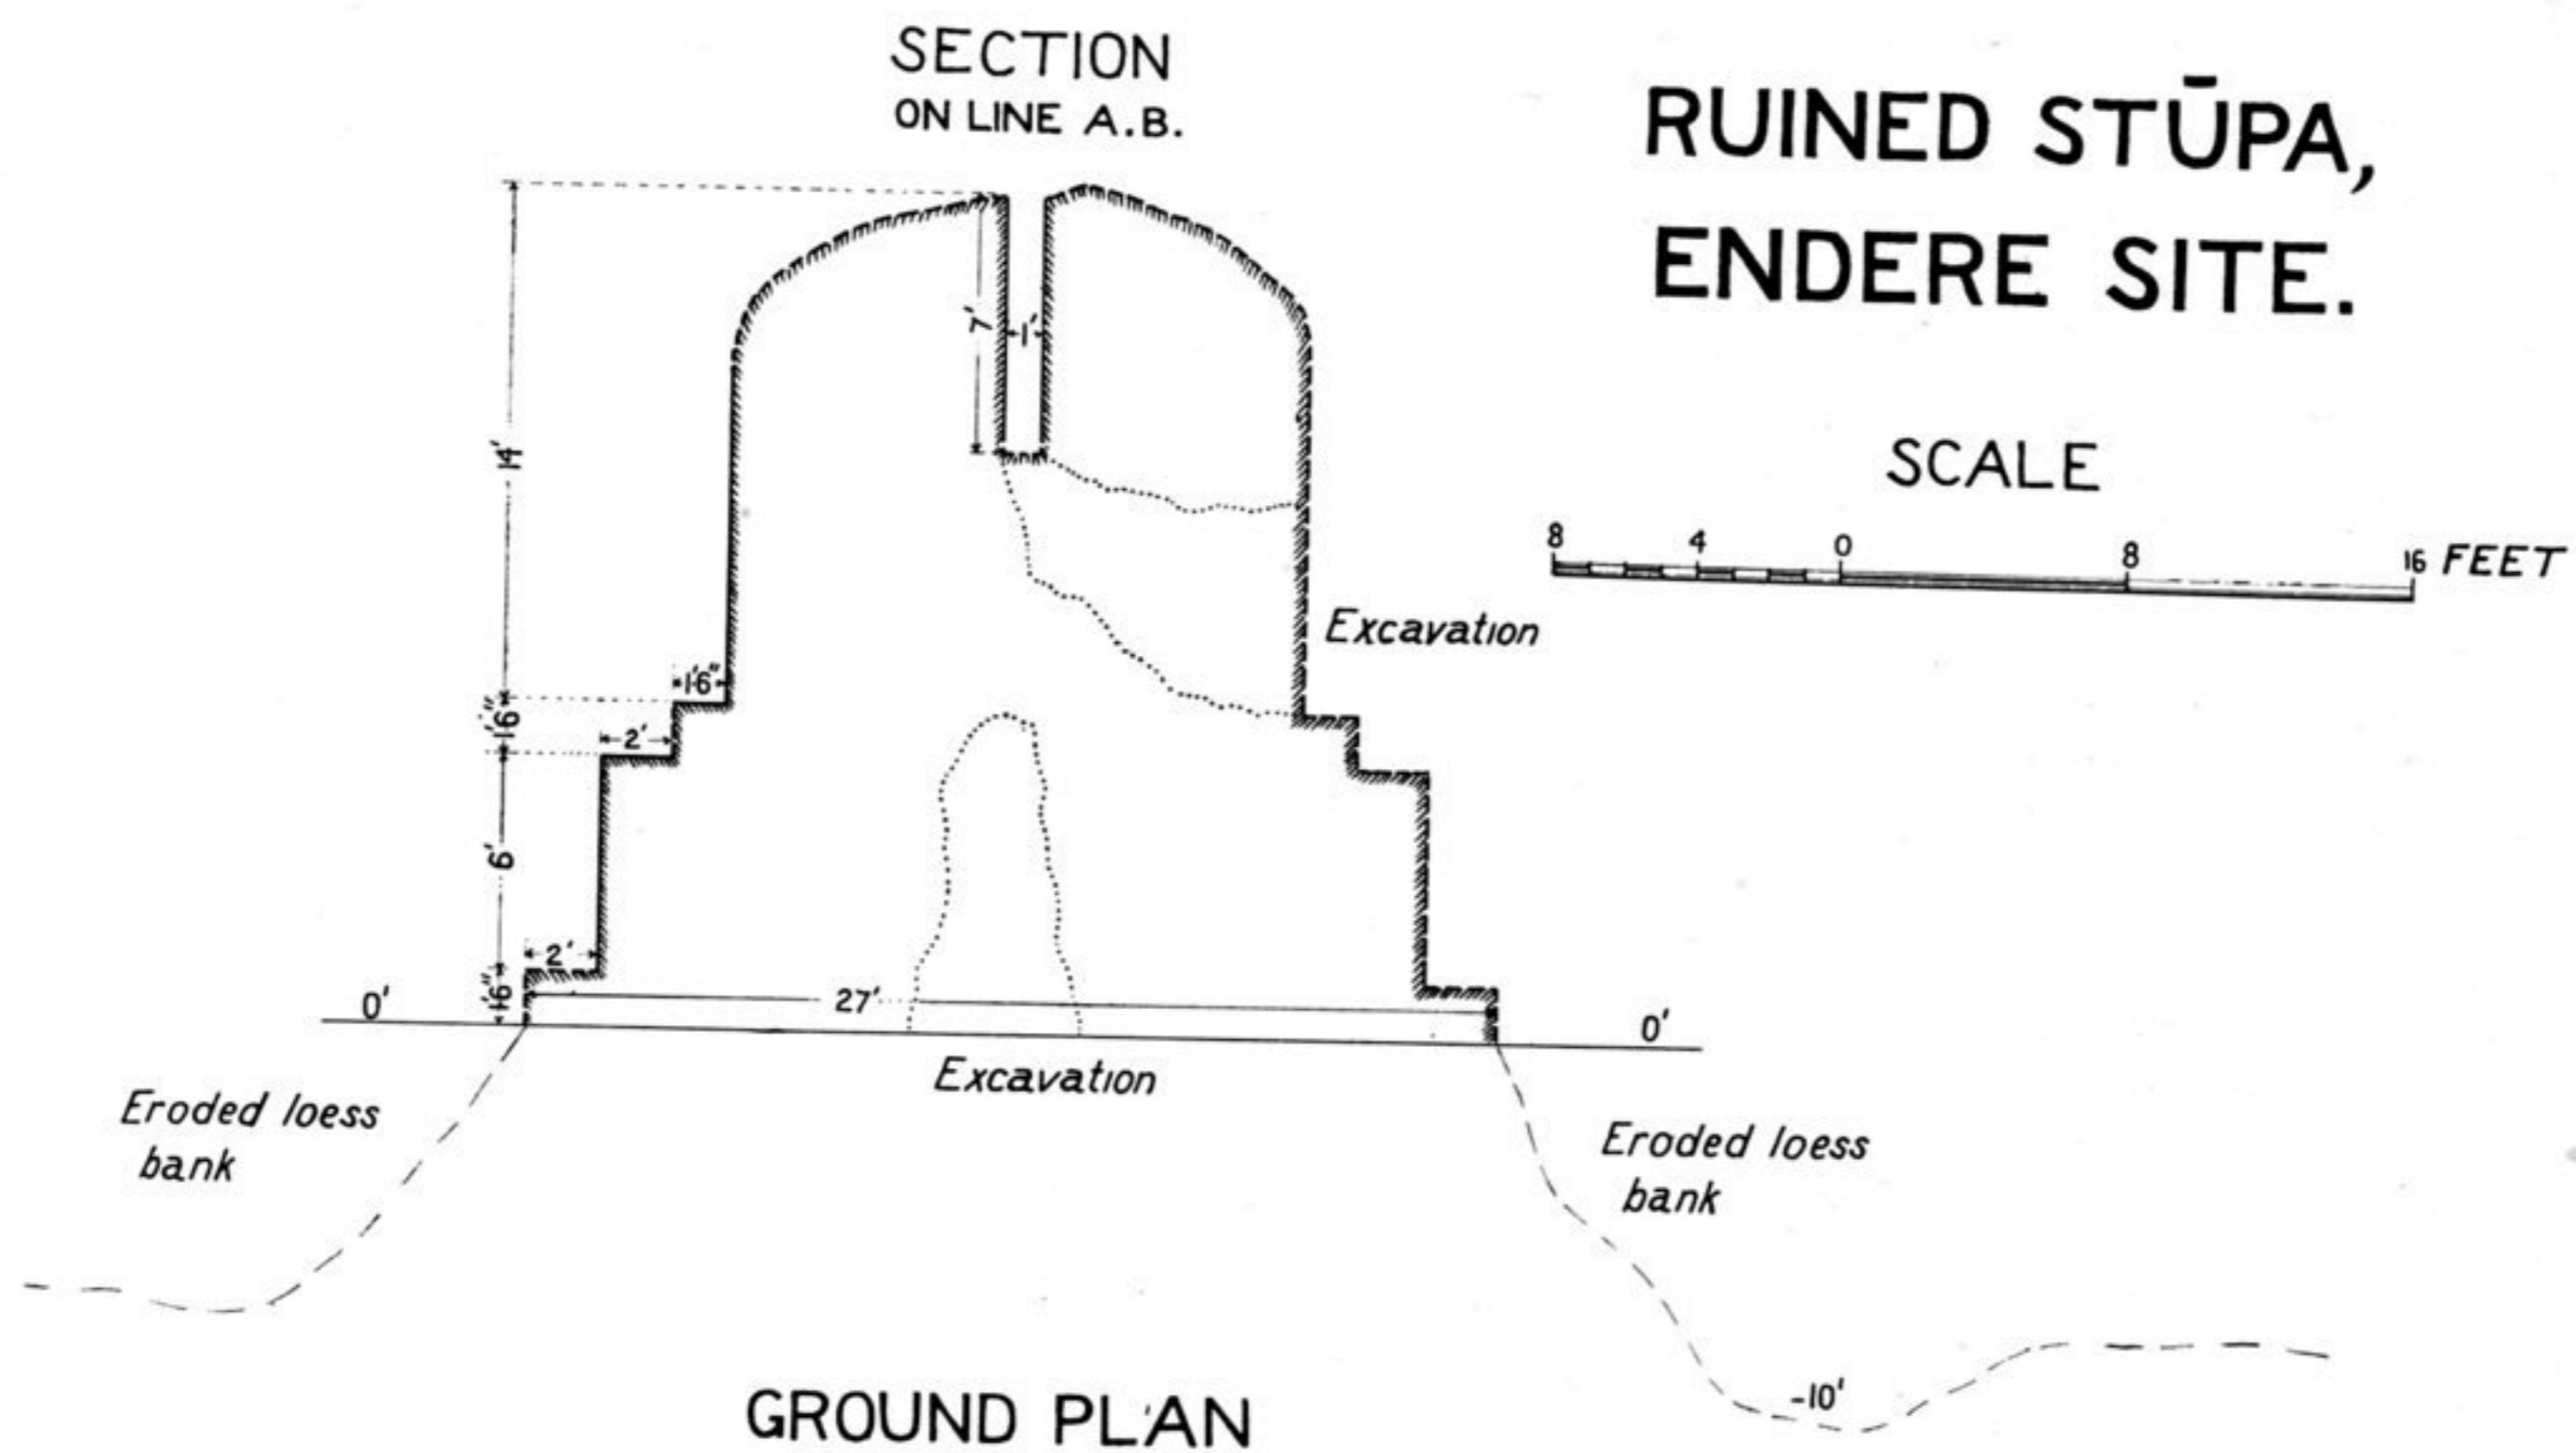 SECTION
ON LINE A.B.
RUINED STŪPA,
ENDERE SITE.
SCALE
8 4 0 8 16 FEET
7'
1'
14'
Excavation
1'6"
1'6"
2'
6'
2'
1'6"
27'
0'
0'
Excavation
Eroded loess
bank
Eroded loess
bank
-10'
GROUND PLAN